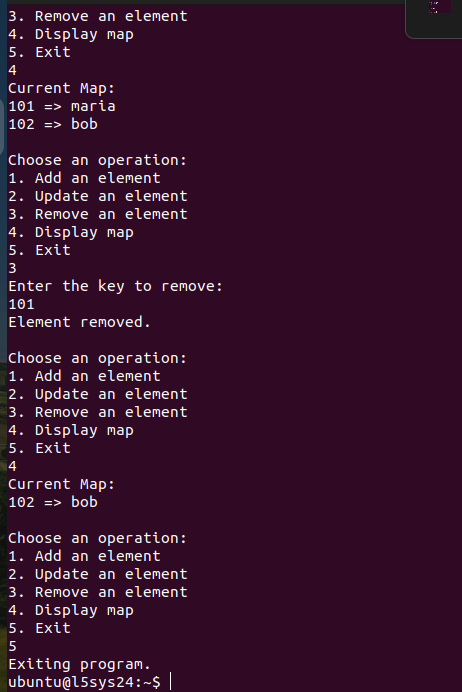 3. Remove an element
4. Display map
5. Exit
4
Current Map:
101 => maria
102 => bob

Choose an operation:
1. Add an element
2. Update an element
3. Remove an element
4. Display map
5. Exit
3
Enter the key to remove:
101
Element removed.

Choose an operation:
1. Add an element
2. Update an element
3. Remove an element
4. Display map
5. Exit
4
Current Map:
102 => bob

Choose an operation:
1. Add an element
2. Update an element
3. Remove an element
4. Display map
5. Exit
5
Exiting program.
ubuntu@l5sys24:~$